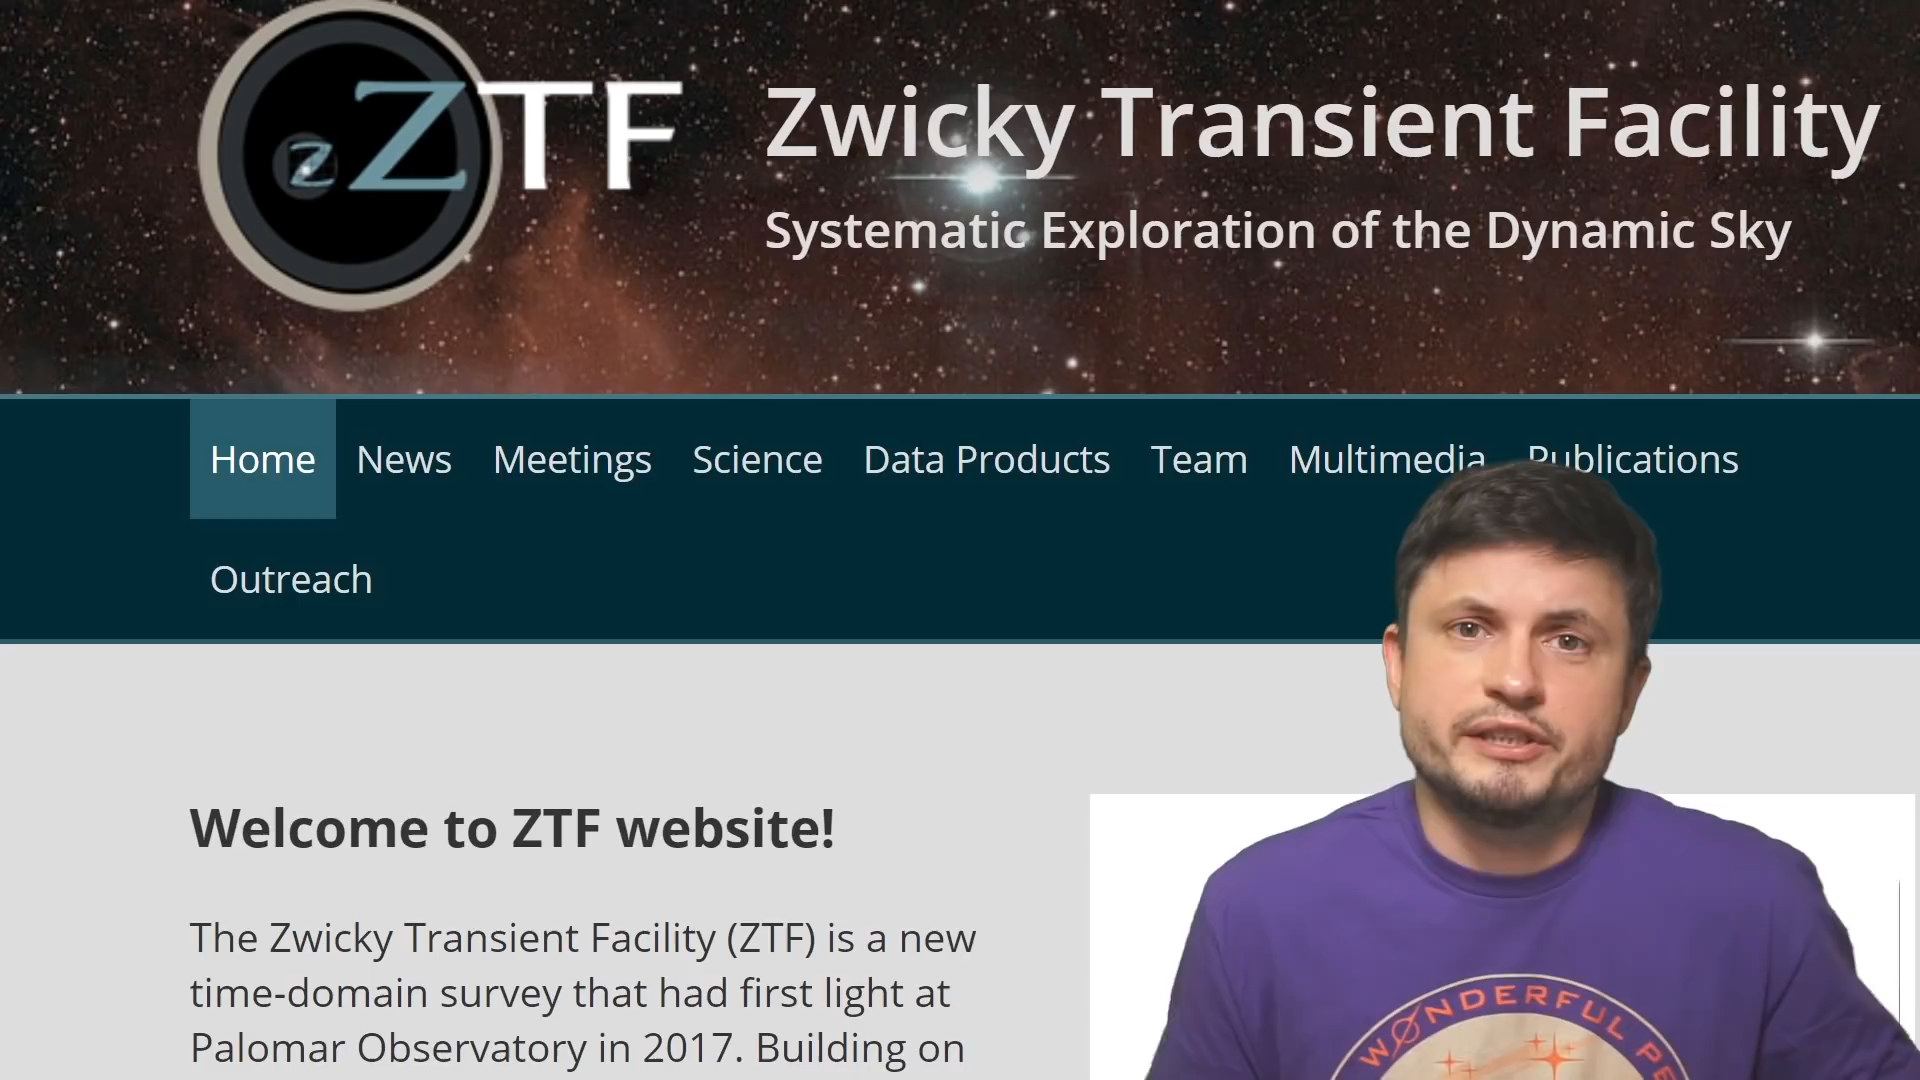 zZTF
Zwicky Transient Facility
Systematic Exploration of the Dynamic Sky
Home News Meetings Science Data Products Team Multimedia Publications
Outreach
Welcome to ZTF website!
The Zwicky Transient Facility (ZTF) is a new
time-domain survey that had first light at
Palomar Observatory in 2017. Building on
WONDERFUL PE